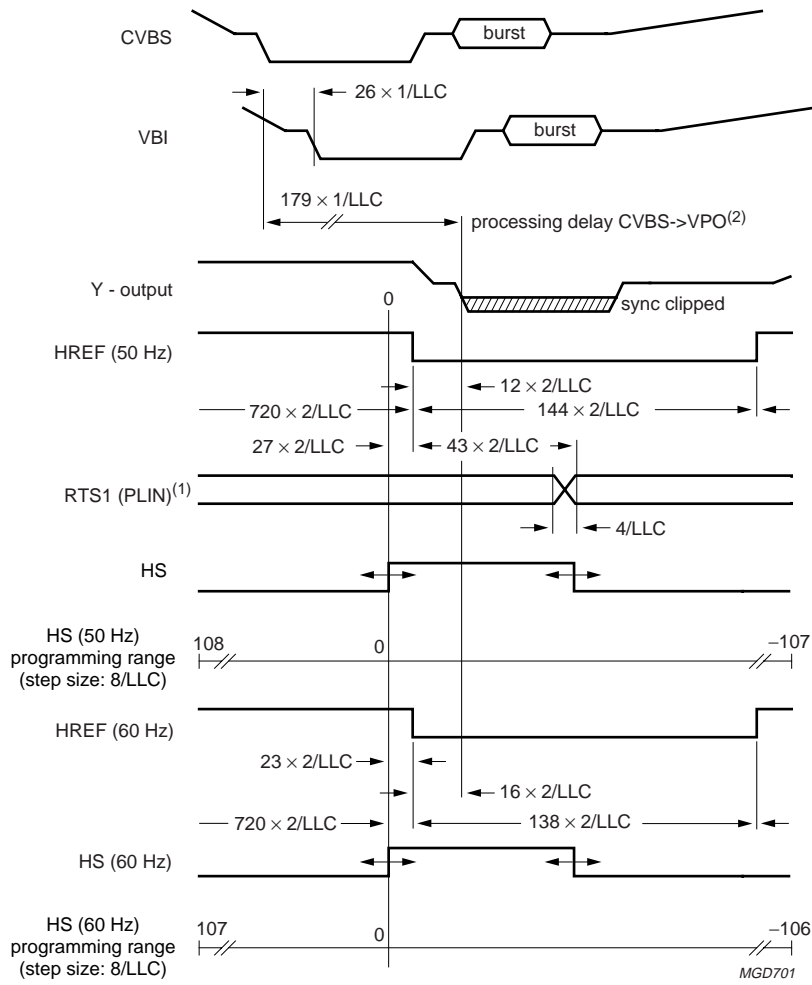 CVBS
burst
26 × 1/LLC
VBI
burst
179 × 1/LLC
processing delay CVBS->VPO(2)
Y - output
0
sync clipped
HREF (50 Hz)
12 × 2/LLC
720 × 2/LLC
144 × 2/LLC
27 × 2/LLC
43 × 2/LLC
RTS1 (PLIN)(1)
4/LLC
HS
HS (50 Hz)
programming range
(step size: 8/LLC)
108
0
−107
HREF (60 Hz)
23 × 2/LLC
16 × 2/LLC
720 × 2/LLC
138 × 2/LLC
HS (60 Hz)
HS (60 Hz)
programming range
(step size: 8/LLC)
107
0
−106
MGD701